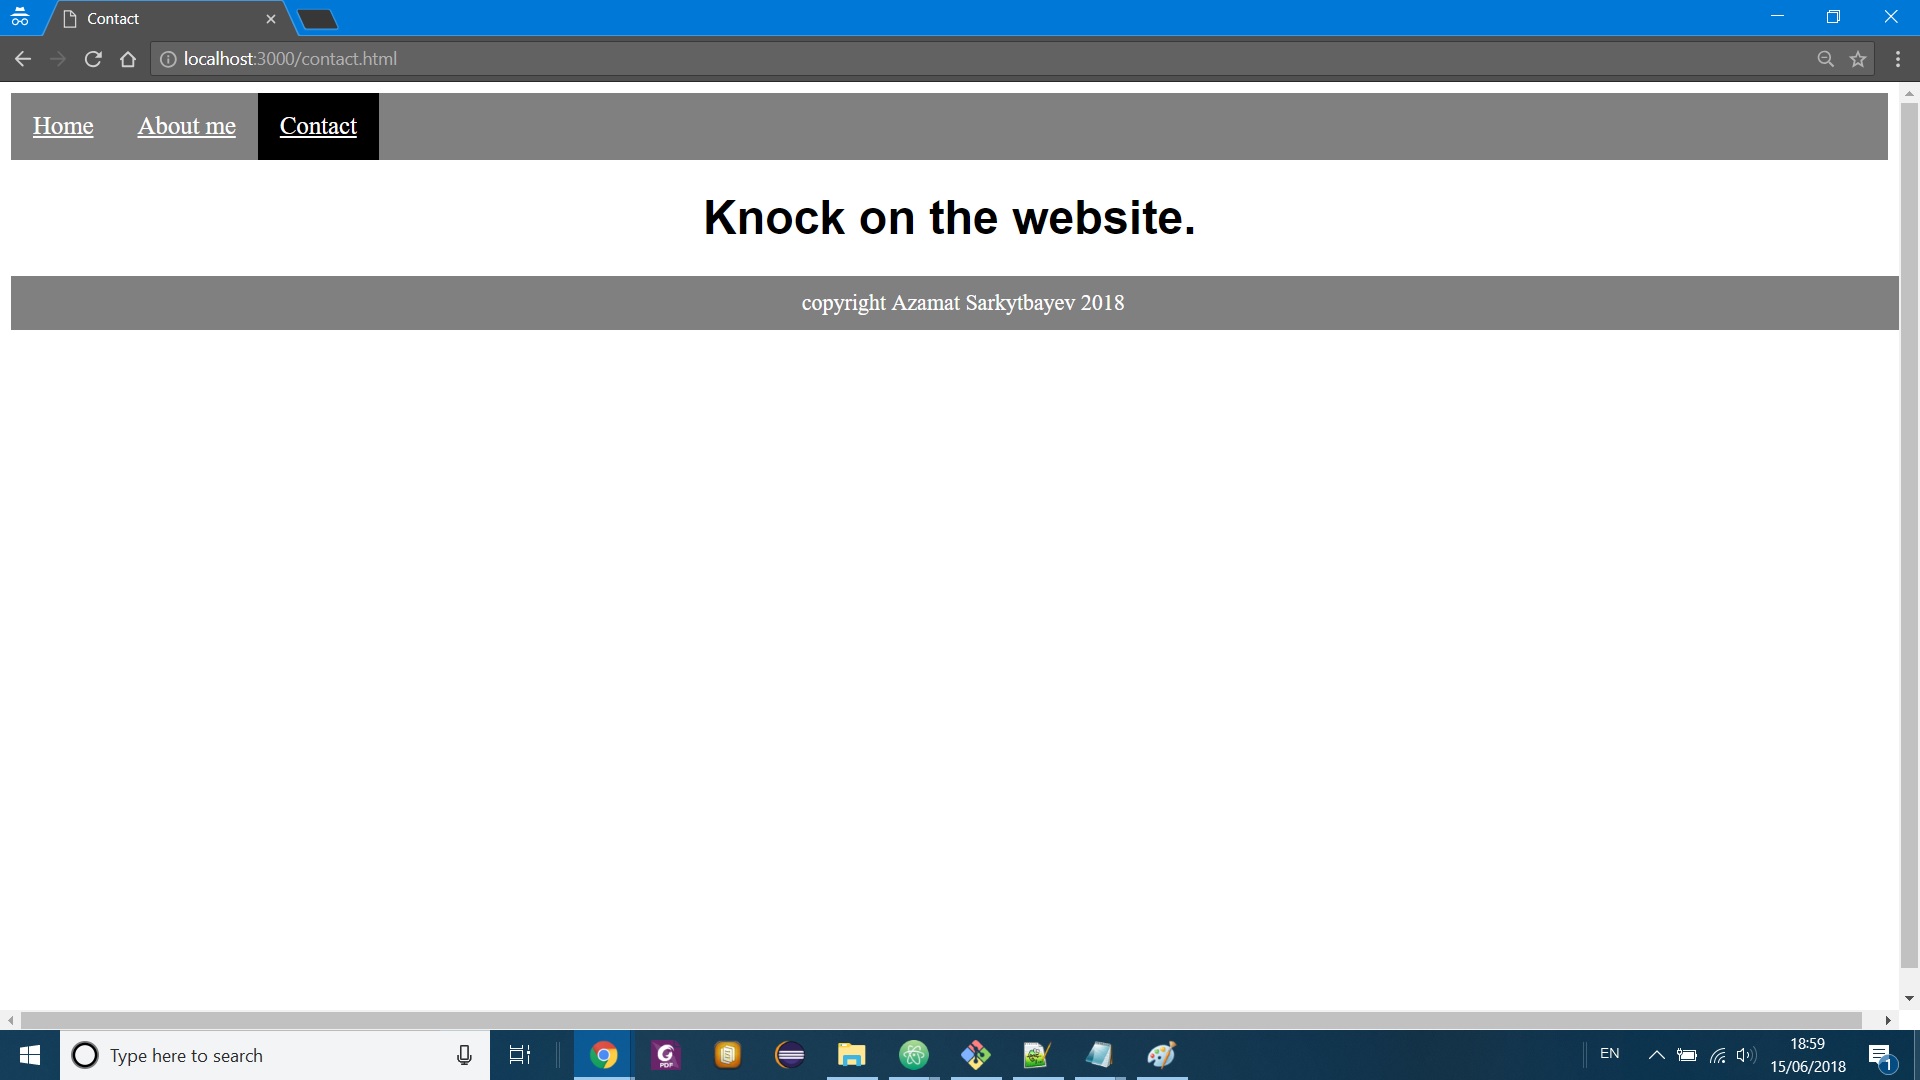 Contact
localhost:3000/contact.html
Home About me Contact
Knock on the website.
copyright Azamat Sarkytbayev 2018
Type here to search
PDF
EN
18:59
15/06/2018
1